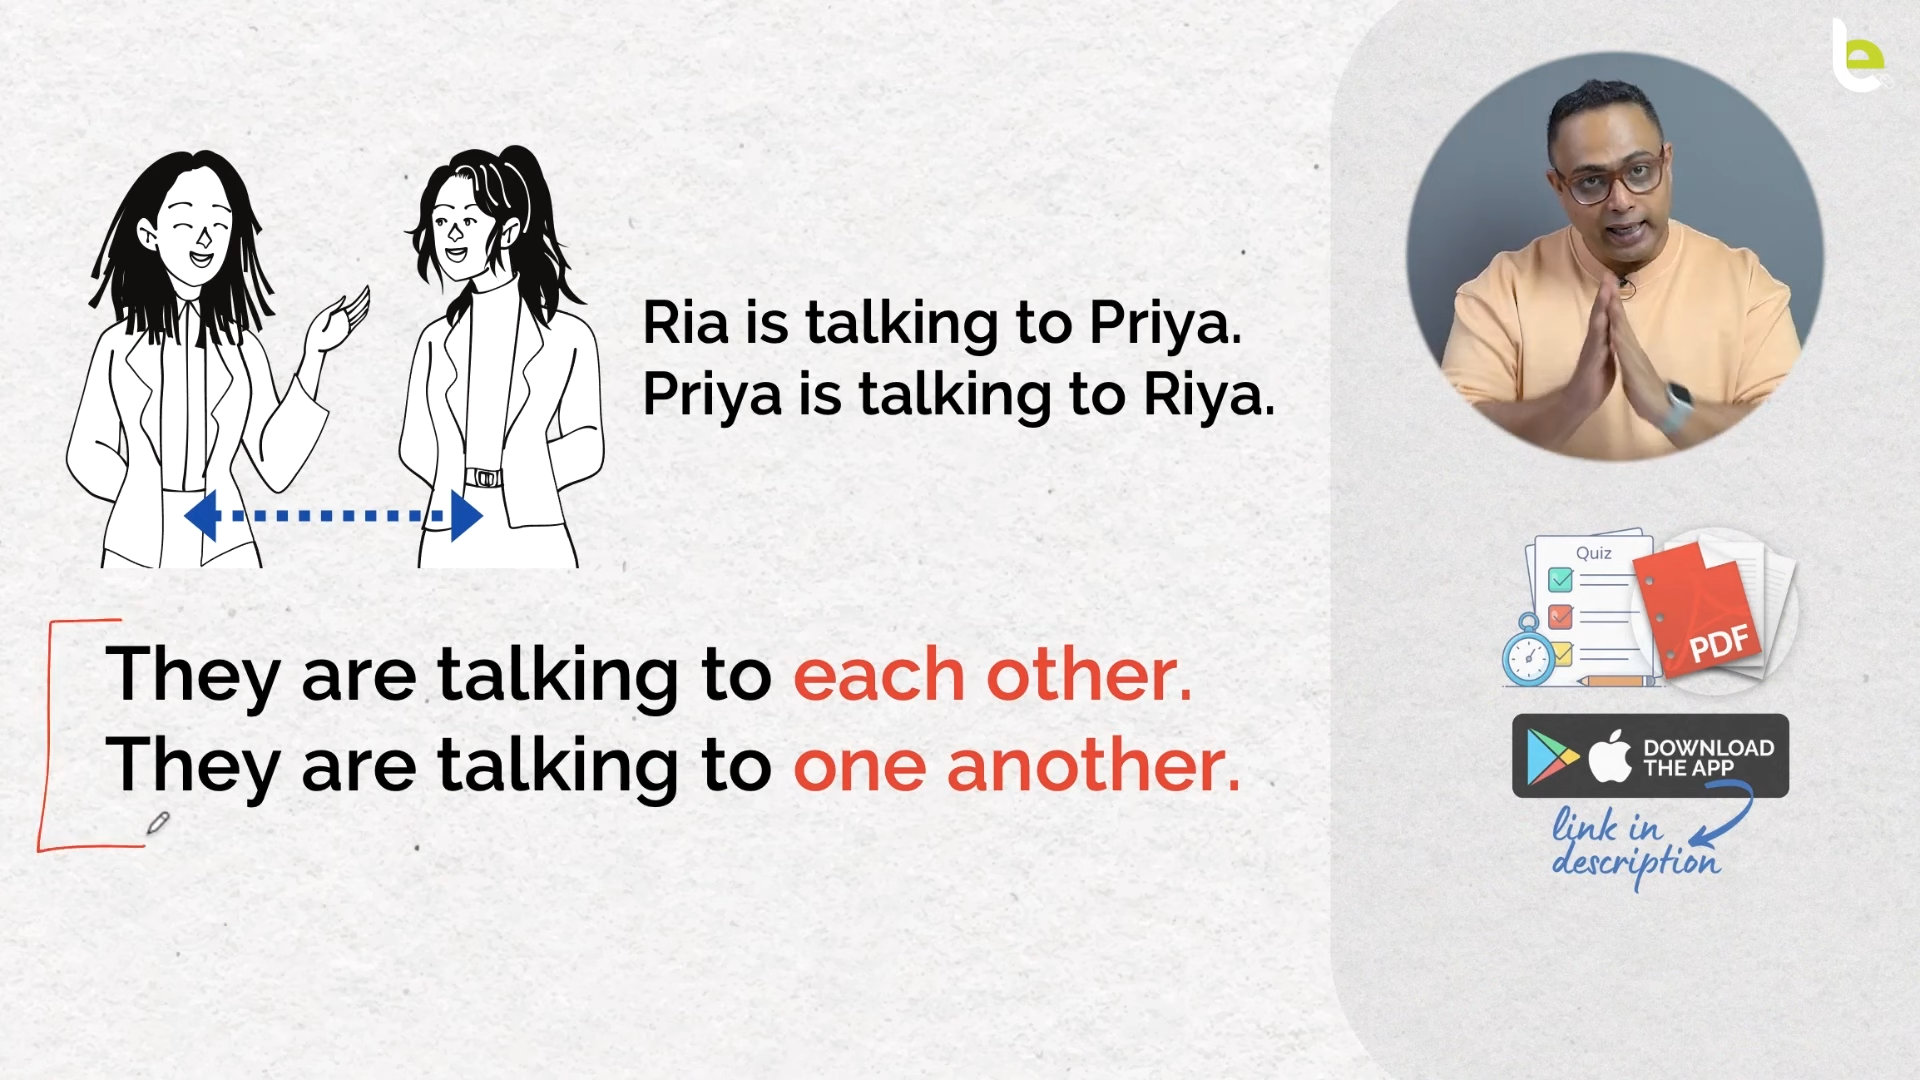 Ria is talking to Priya.
Priya is talking to Riya.
They are talking to each other.
They are talking to one another.
Quiz
PDF
DOWNLOAD
THE APP
link in
description